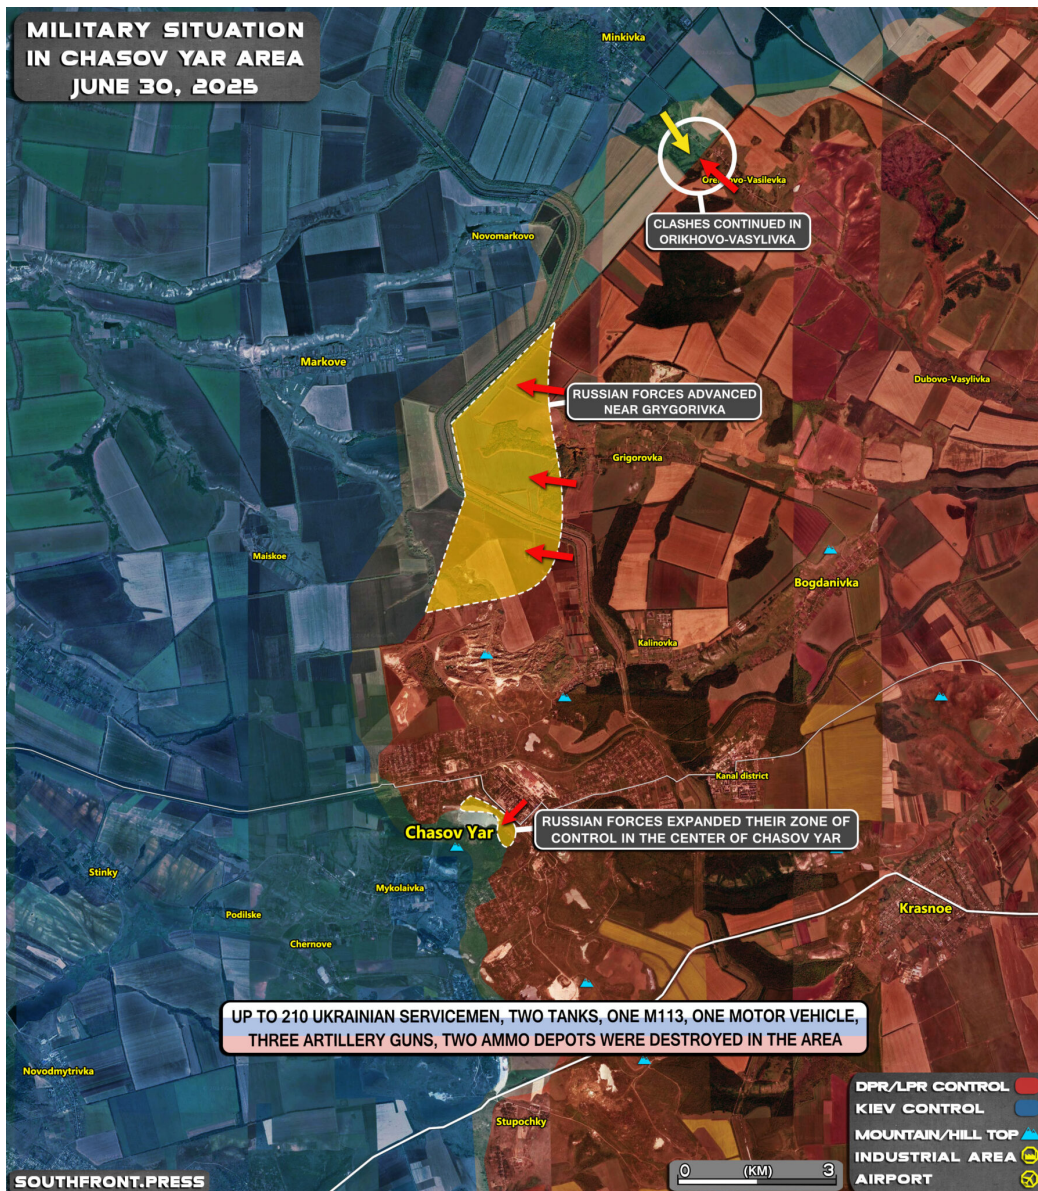 MILITARY SITUATION
IN CHASOV YAR AREA
JUNE 30, 2025
Minkivka
CLASHES CONTINUED IN
ORIKHOVO-VASYLIVKA
Novomarkovo
Markove
Dubovo-Vasylivka
RUSSIAN FORCES ADVANCED
NEAR GRYGORIVKA
Grigorovka
Maiskoe
Bogdanivka
Kalinovka
Kanal district
Chasov Yar
RUSSIAN FORCES EXPANDED THEIR ZONE OF
CONTROL IN THE CENTER OF CHASOV YAR
Stinky
Mykolaivka
Podilske
Krasnoe
Chernove
UP TO 210 UKRAINIAN SERVICEMEN, TWO TANKS, ONE M113, ONE MOTOR VEHICLE,
THREE ARTILLERY GUNS, TWO AMMO DEPOTS WERE DESTROYED IN THE AREA
Novodmytrivka
Stupochky
DPR/LPR CONTROL
KIEV CONTROL
MOUNTAIN/HILL TOP
INDUSTRIAL AREA
AIRPORT
0 (KM) 3
SOUTHFRONT.PRESS